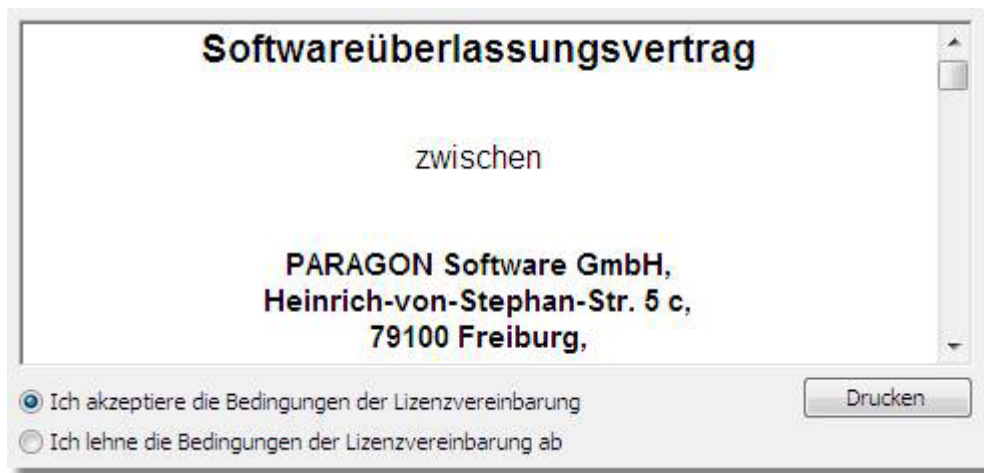 Softwareüberlassungsvertrag
zwischen
PARAGON Software GmbH,
Heinrich-von-Stephan-Str. 5 c,
79100 Freiburg,
Ich akzeptiere die Bedingungen der Lizenzvereinbarung
Drucken
Ich lehne die Bedingungen der Lizenzvereinbarung ab